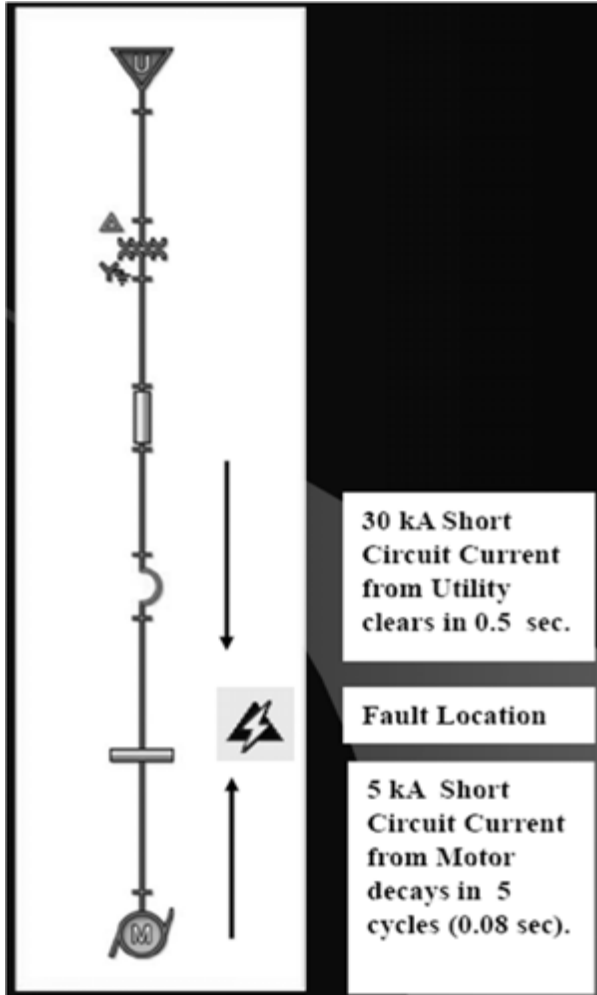 U
30 kA Short
Circuit Current
from Utility
clears in 0.5 sec.
Fault Location
5 kA Short
Circuit Current
from Motor
decays in 5
cycles (0.08 sec).
M